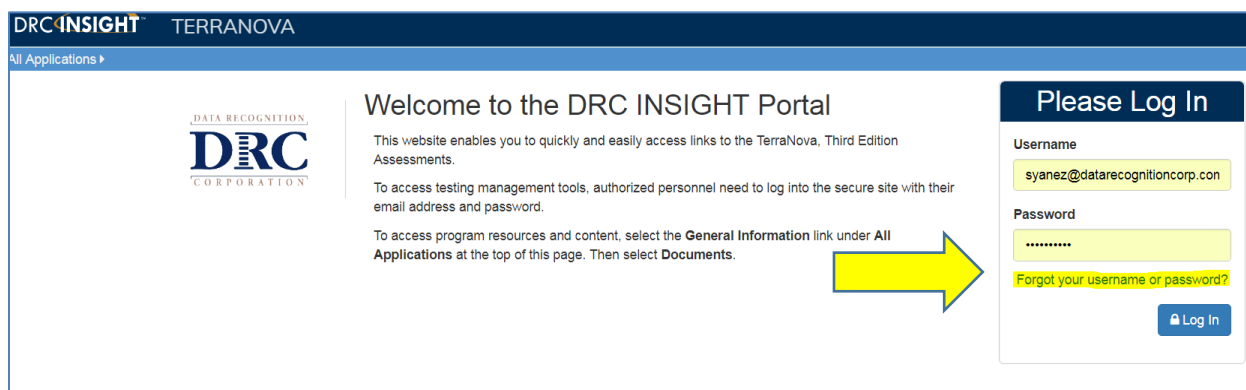 DRC INSIGHT™ TERRANOVA
All Applications
DATA RECOGNITION
DRC
CORPORATION
Welcome to the DRC INSIGHT Portal
This website enables you to quickly and easily access links to the TerraNova, Third Edition
Assessments.
To access testing management tools, authorized personnel need to log into the secure site with their
email address and password.
To access program resources and content, select the General Information link under All
Applications at the top of this page. Then select Documents.
Please Log In
Username
syanez@datarecognitioncorp.con
Password
••••••••••
Forgot your username or password?
Log In